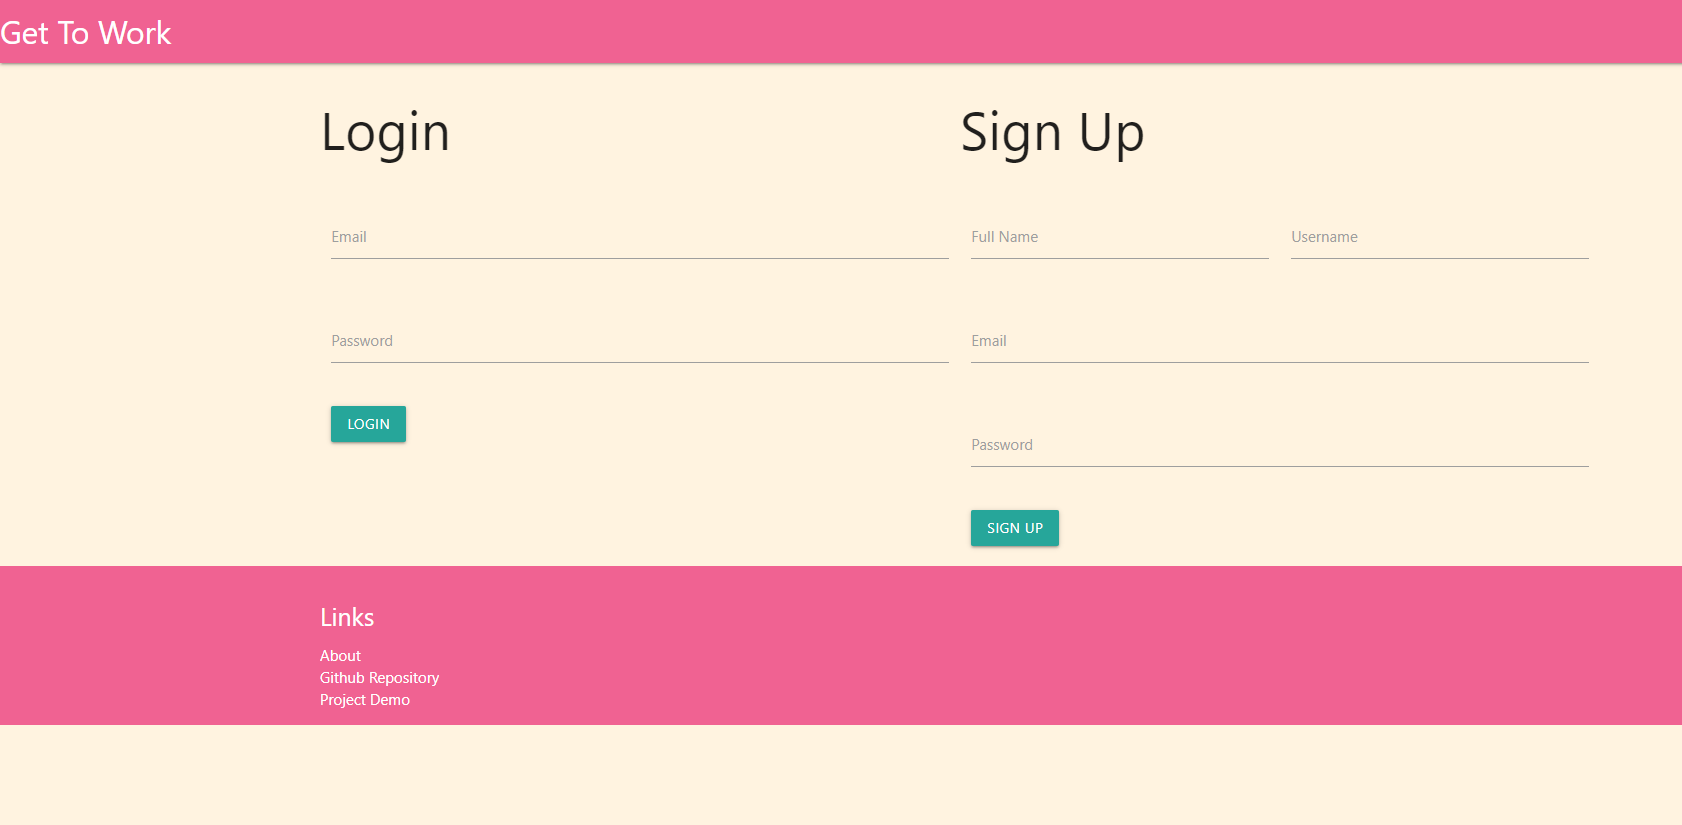 Get To Work
Login
Email
Password
LOGIN
Sign Up
Full Name
Username
Email
Password
SIGN UP
Links
About
Github Repository
Project Demo